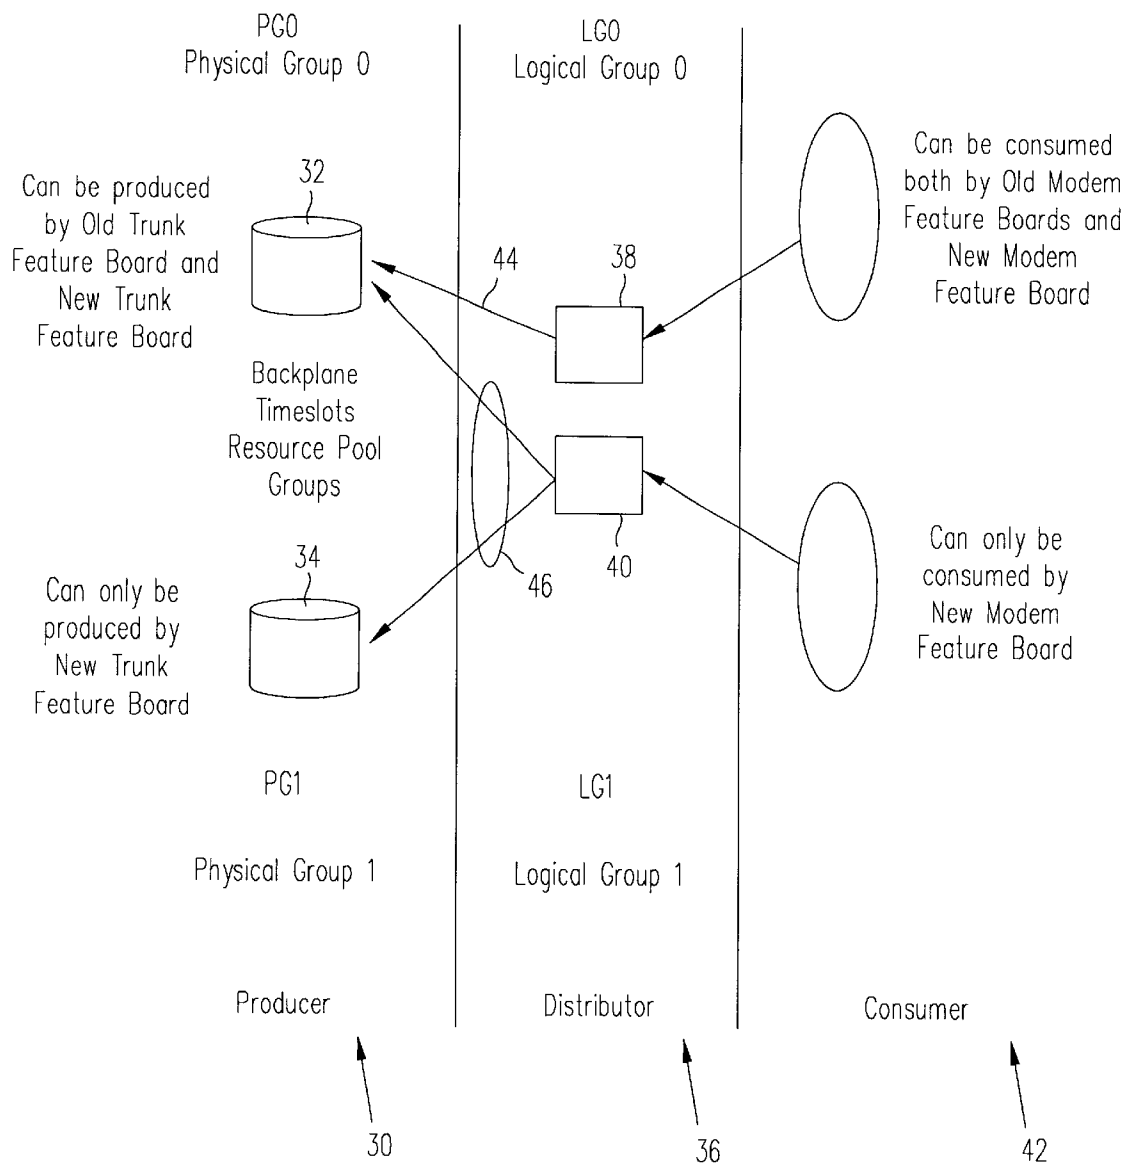 PG0
Physical Group 0
LG0
Logical Group 0
32
Can be produced
by Old Trunk
Feature Board and
New Trunk
Feature Board
44
38
Can be consumed
both by Old Modem
Feature Boards and
New Modem
Feature Board
Backplane
Timeslots
Resource Pool
Groups
34
Can only be
produced by
New Trunk
Feature Board
46
40
Can only be
consumed by
New Modem
Feature Board
PG1
Physical Group 1
LG1
Logical Group 1
Producer
Distributor
Consumer
30
36
42